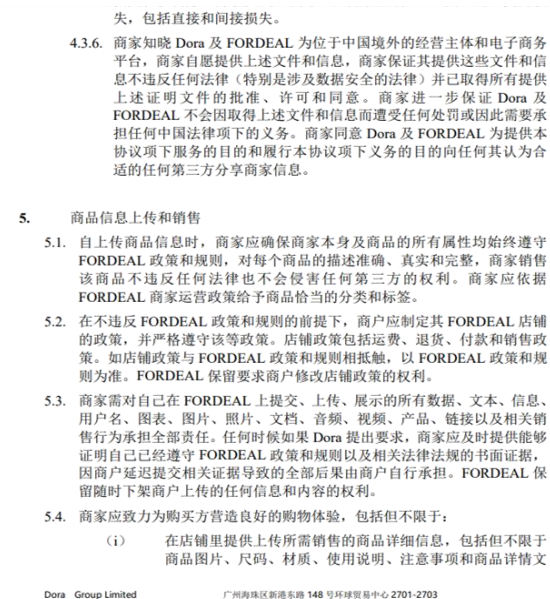 失，包括直接和间接损失。
4.3.6. 商家知晓 Dora 及 FORDEAL 为位于中国境外的经营主体和电子商务
平台，商家自愿提供上述文件和信息，商家保证其提供这些文件和信
息不违反任何法律（特别是涉及数据安全的法律）并已取得所有提供
上述证明文件的批准、许可和同意。商家进一步保证 Dora 及
FORDEAL 不会因取得上述文件和信息而遭受任何处罚或因此需要承
担任何中国法律项下的义务。商家同意 Dora 及 FORDEAL 为提供本
协议项下服务的目的和履行本协议项下义务的目的向任何其认为合
适的任何第三方分享商家信息。
5. 商品信息上传和销售
5.1. 自上传商品信息时，商家应确保商家本身及商品的所有属性均始终遵守
FORDEAL 政策和规则，对每个商品的描述准确、真实和完整，商家销售
该商品不违反任何法律也不会侵害任何第三方的权利。商家应依据
FORDEAL 商家运营政策给予商品恰当的分类和标签。
5.2. 在不违反 FORDEAL 政策和规则的前提下，商户应制定其 FORDEAL 店铺
的政策，并严格遵守该等政策。店铺政策包括运费、退货、付款和销售政
策。如店铺政策与 FORDEAL 政策和规则相抵触，以 FORDEAL 政策和规
则为准。FORDEAL 保留要求商户修改店铺政策的权利。
5.3. 商家需对自己在 FORDEAL 上提交、上传、展示的所有数据、文本、信息、
用户名、图表、图片、照片、文档、音频、视频、产品、链接以及相关销
售行为承担全部责任。任何时候如果 Dora 提出要求，商家应及时提供能够
证明自己已经遵守 FORDEAL 政策和规则以及相关法律法规的书面证据，
因商户延迟提交相关证据导致的全部后果由商户自行承担。FORDEAL 保
留随时下架商户上传的任何信息和内容的权利。
5.4. 商家应致力为购买方营造良好的购物体验，包括但不限于：
（i） 在店铺里提供上传所需销售的商品详细信息，包括但不限于
商品图片、尺码、材质、使用说明、注意事项和商品详情文
Dora Group Limited 广州海珠区新港东路 148 号环球贸易中心 2701-2703